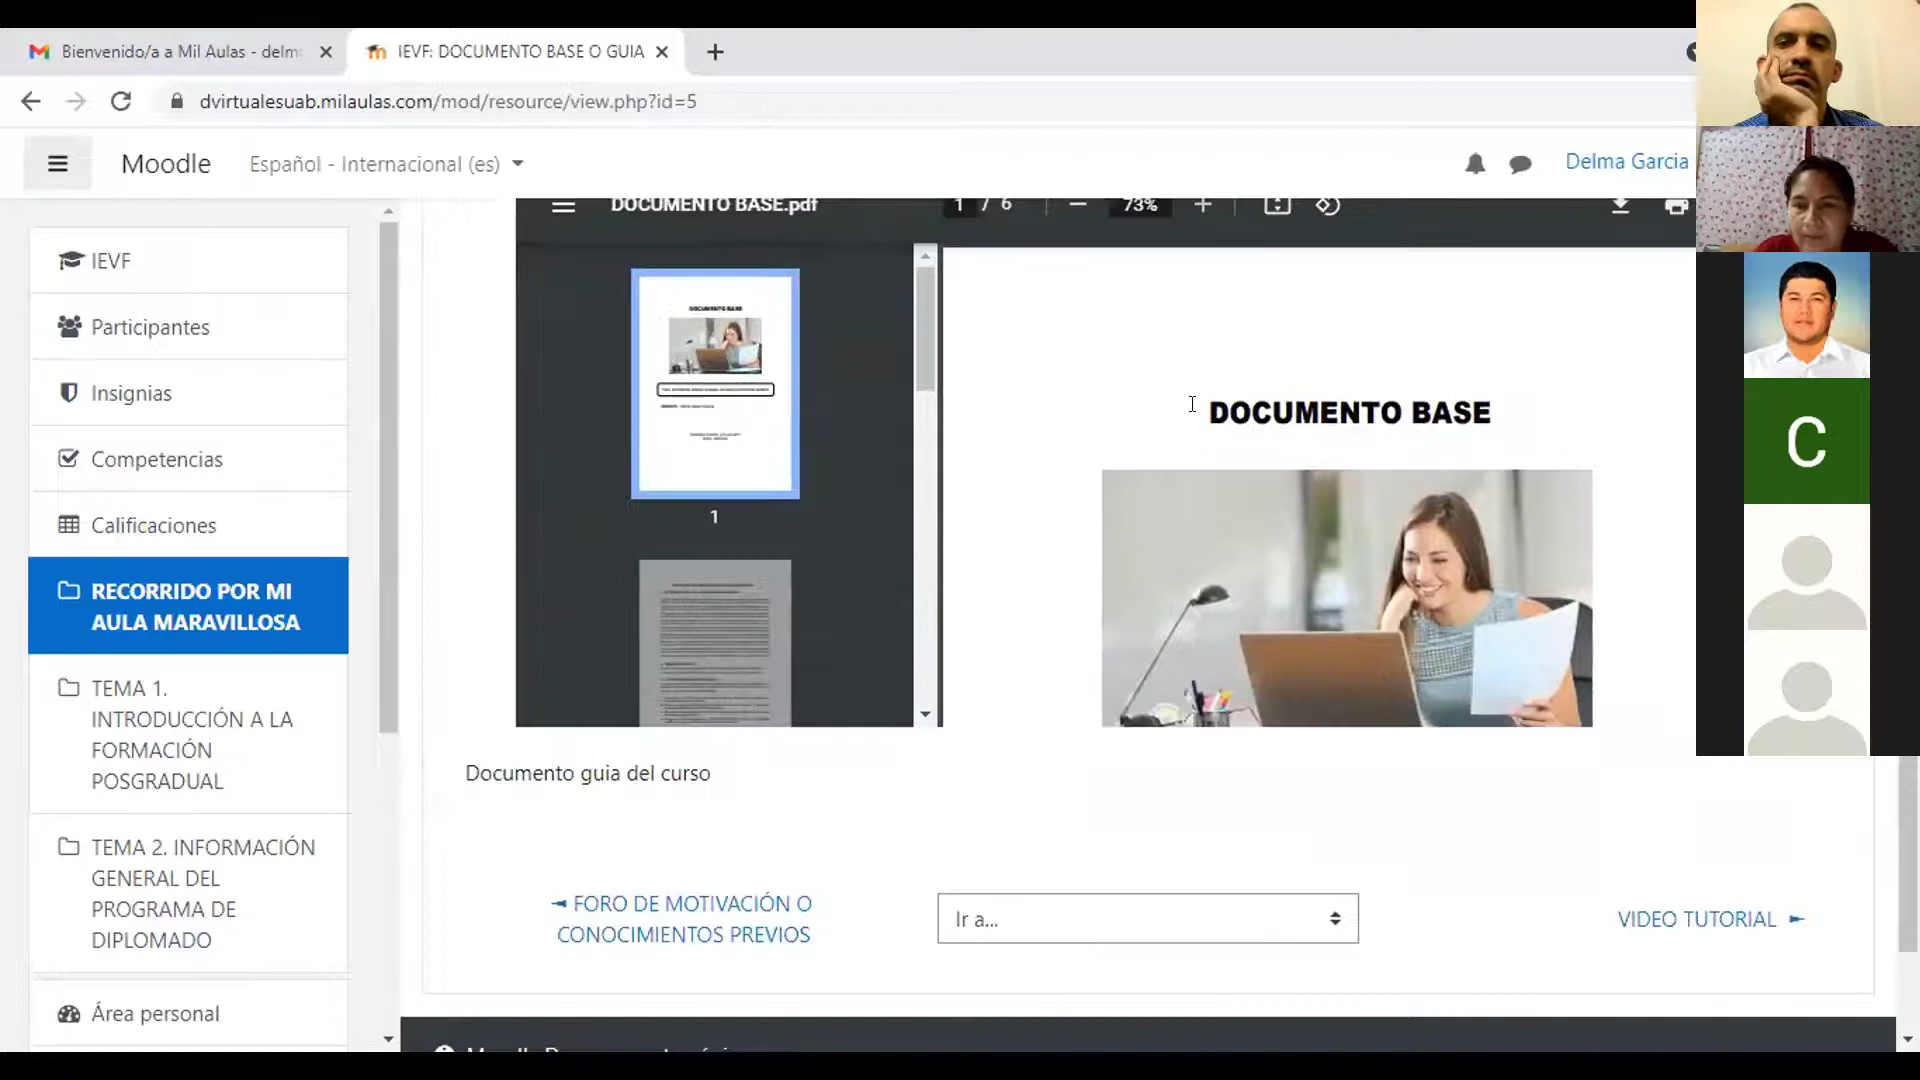 Bienvenido/a a Mil Aulas - delm
IEVF: DOCUMENTO BASE O GUIA
dvirtualesuab.milaulas.com/mod/resource/view.php?id=5
Moodle
Español - Internacional (es)
Delma Garcia
DOCUMENTO BASE.pdf
1 / 6
73%
IEVF
Participantes
Insignias
Competencias
Calificaciones
RECORRIDO POR MI
AULA MARAVILLOSA
TEMA 1.
INTRODUCCIÓN A LA
FORMACIÓN
POSGRADUAL
TEMA 2. INFORMACIÓN
GENERAL DEL
PROGRAMA DE
DIPLOMADO
Área personal
DOCUMENTO BASE
1
DOCUMENTO BASE
Documento guia del curso
◄ FORO DE MOTIVACIÓN O
CONOCIMIENTOS PREVIOS
Ir a...
VIDEO TUTORIAL ►
C